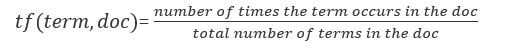 tf(term,doc)= number of times the term occurs in the doc
total number of terms in the doc